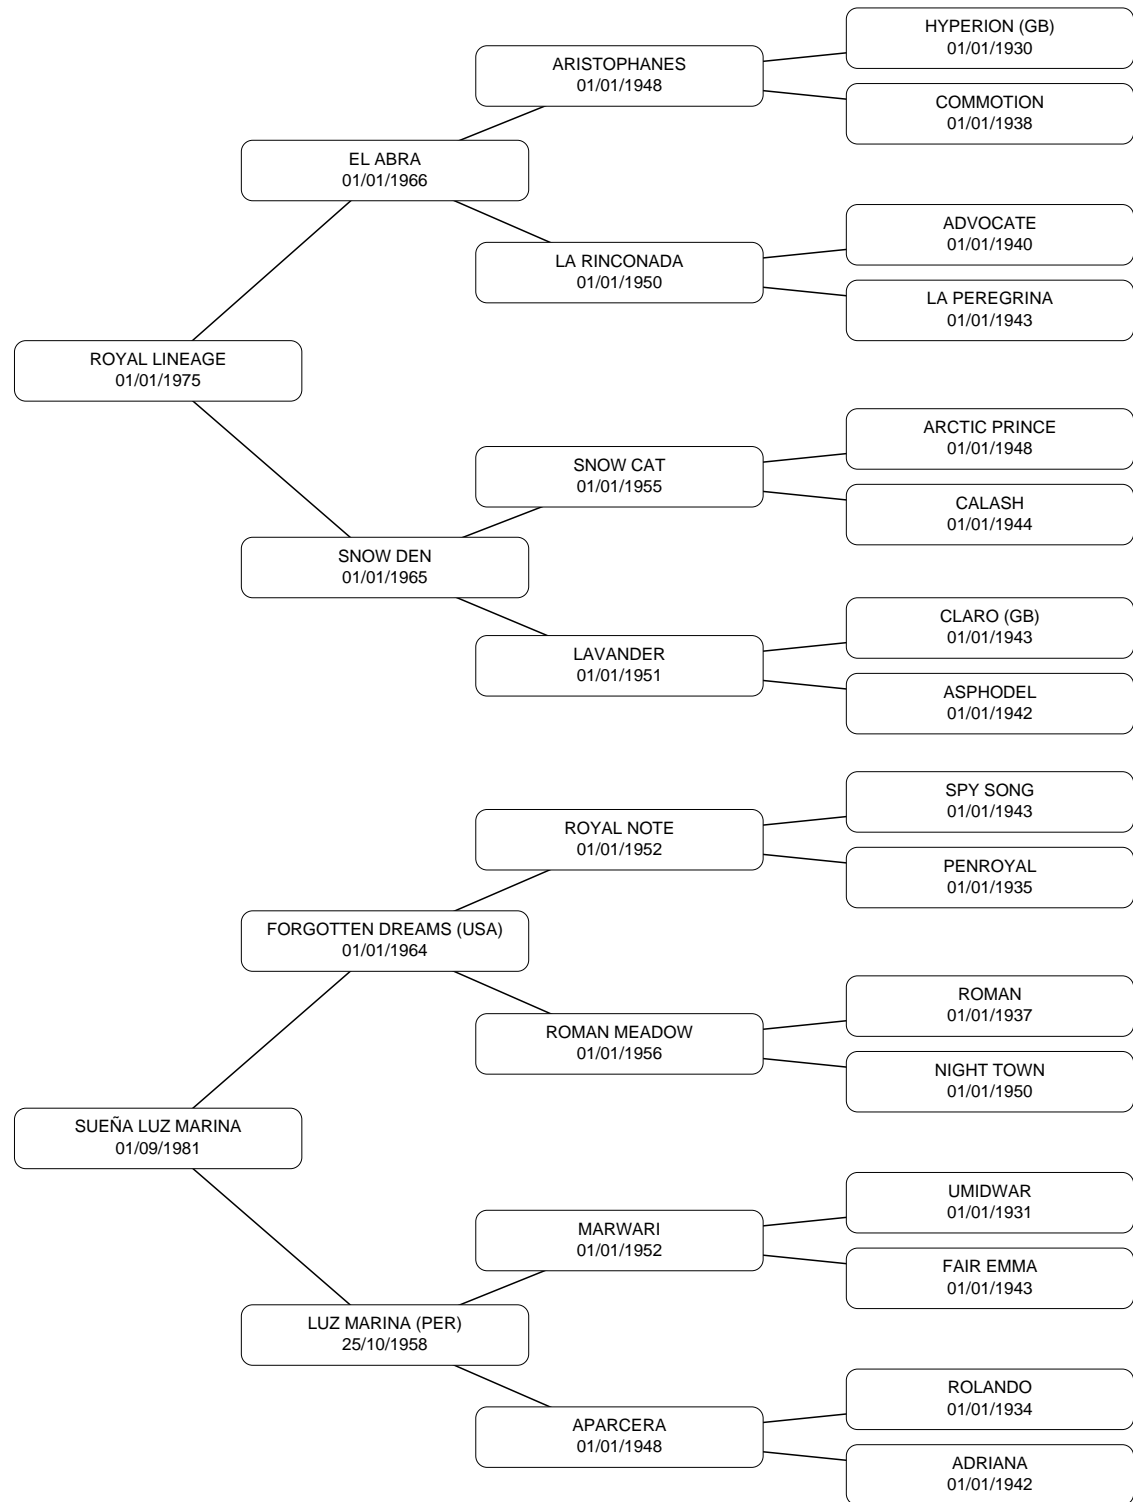 HYPERION (GB)
01/01/1930
ARISTOPHANES
01/01/1948
COMMOTION
01/01/1938
EL ABRA
01/01/1966
ADVOCATE
01/01/1940
LA RINCONADA
01/01/1950
LA PEREGRINA
01/01/1943
ROYAL LINEAGE
01/01/1975
ARCTIC PRINCE
01/01/1948
SNOW CAT
01/01/1955
CALASH
01/01/1944
SNOW DEN
01/01/1965
CLARO (GB)
01/01/1943
LAVANDER
01/01/1951
ASPHODEL
01/01/1942
SPY SONG
01/01/1943
ROYAL NOTE
01/01/1952
PENROYAL
01/01/1935
FORGOTTEN DREAMS (USA)
01/01/1964
ROMAN
01/01/1937
ROMAN MEADOW
01/01/1956
NIGHT TOWN
01/01/1950
SUEÑA LUZ MARINA
01/09/1981
UMIDWAR
01/01/1931
MARWARI
01/01/1952
FAIR EMMA
01/01/1943
LUZ MARINA (PER)
25/10/1958
ROLANDO
01/01/1934
APARCERA
01/01/1948
ADRIANA
01/01/1942